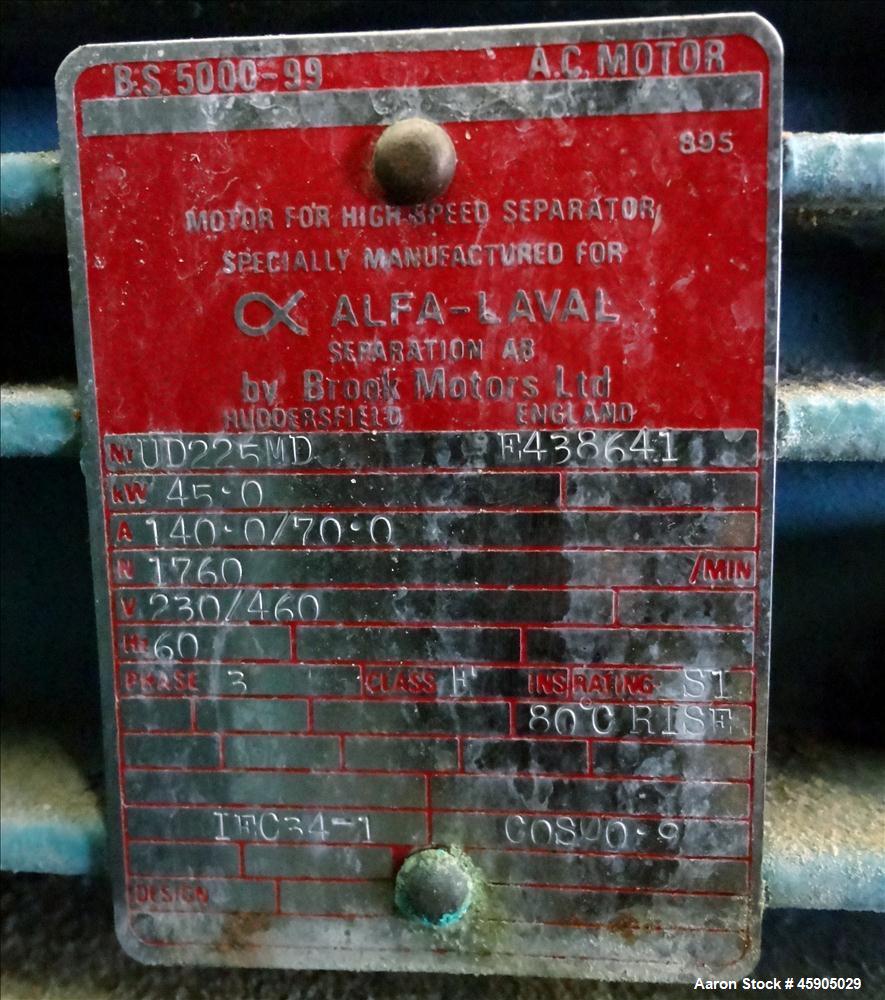 B.S. 5000-99 A.C. MOTOR
895
MOTOR FOR HIGH SPEED SEPARATOR
SPECIALLY MANUFACTURED FOR
ALFA-LAVAL
SEPARATION AB
by Brook Motors Ltd
HUDDERSFIELD ENGLAND
Nr UD225MD E438641
kW 45·0
A 140·0/70·0
N 1760 /MIN
V 230/460
Hz 60
PHASE 3 CLASS F INS RATING S1
80°C RISE
IEC34-1 COSØ0·9
DESIGN
Aaron Stock # 45905029